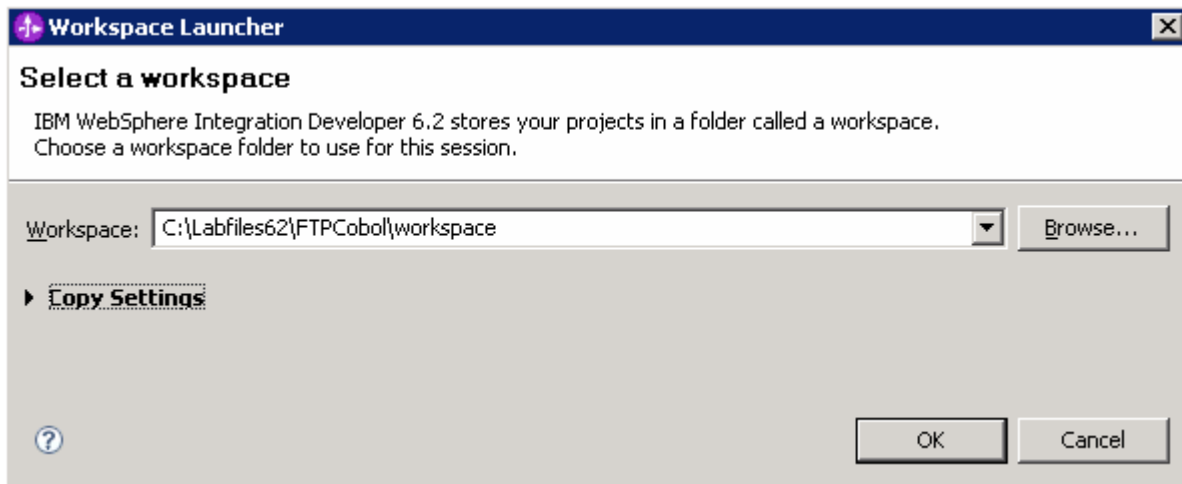 Workspace Launcher
Select a workspace
IBM WebSphere Integration Developer 6.2 stores your projects in a folder called a workspace.
Choose a workspace folder to use for this session.
Workspace: C:\Labfiles62\FTPCobol\workspace Browse...
Copy Settings
OK Cancel